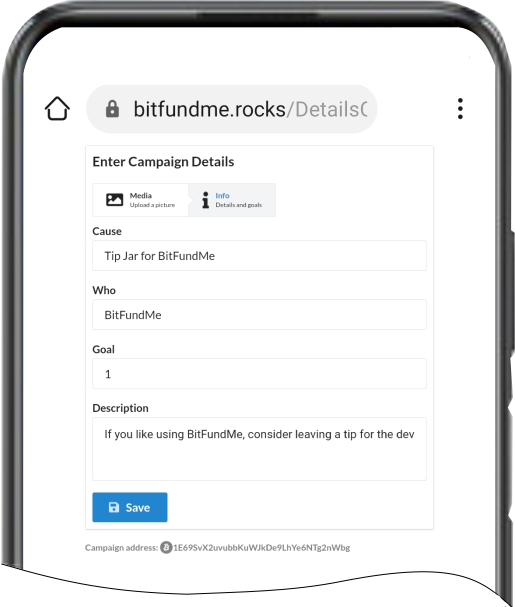 bitfundme.rocks/Details
Enter Campaign Details
Media
Upload a picture
Info
Details and goals
Cause
Tip Jar for BitFundMe
Who
BitFundMe
Goal
1
Description
If you like using BitFundMe, consider leaving a tip for the dev
Save
Campaign address: 1E69SvX2uvubbKuWJkDe9LhYe6NTg2nWbg